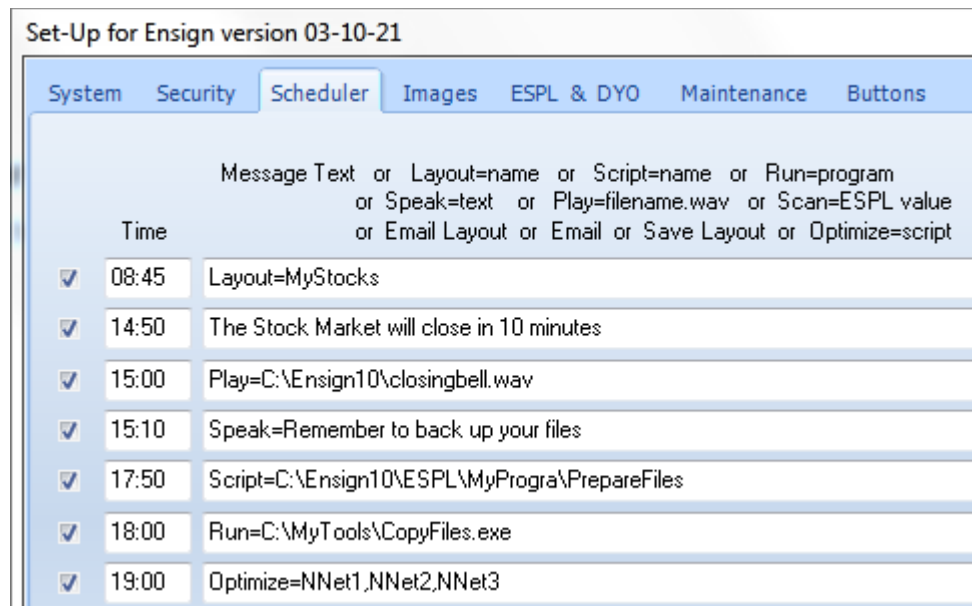 Set-Up for Ensign version 03-10-21
System Security Scheduler Images ESPL & DYO Maintenance Buttons
Message Text or Layout=name or Script=name or Run=program
or Speak=text or Play=filename.wav or Scan=ESPL value
Time or Email Layout or Email or Save Layout or Optimize=script
08:45 Layout=MyStocks
14:50 The Stock Market will close in 10 minutes
15:00 Play=C:\Ensign10\closingbell.wav
15:10 Speak=Remember to back up your files
17:50 Script=C:\Ensign10\ESPL\MyProgra\PrepareFiles
18:00 Run=C:\MyTools\CopyFiles.exe
19:00 Optimize=NNet1,NNet2,NNet3